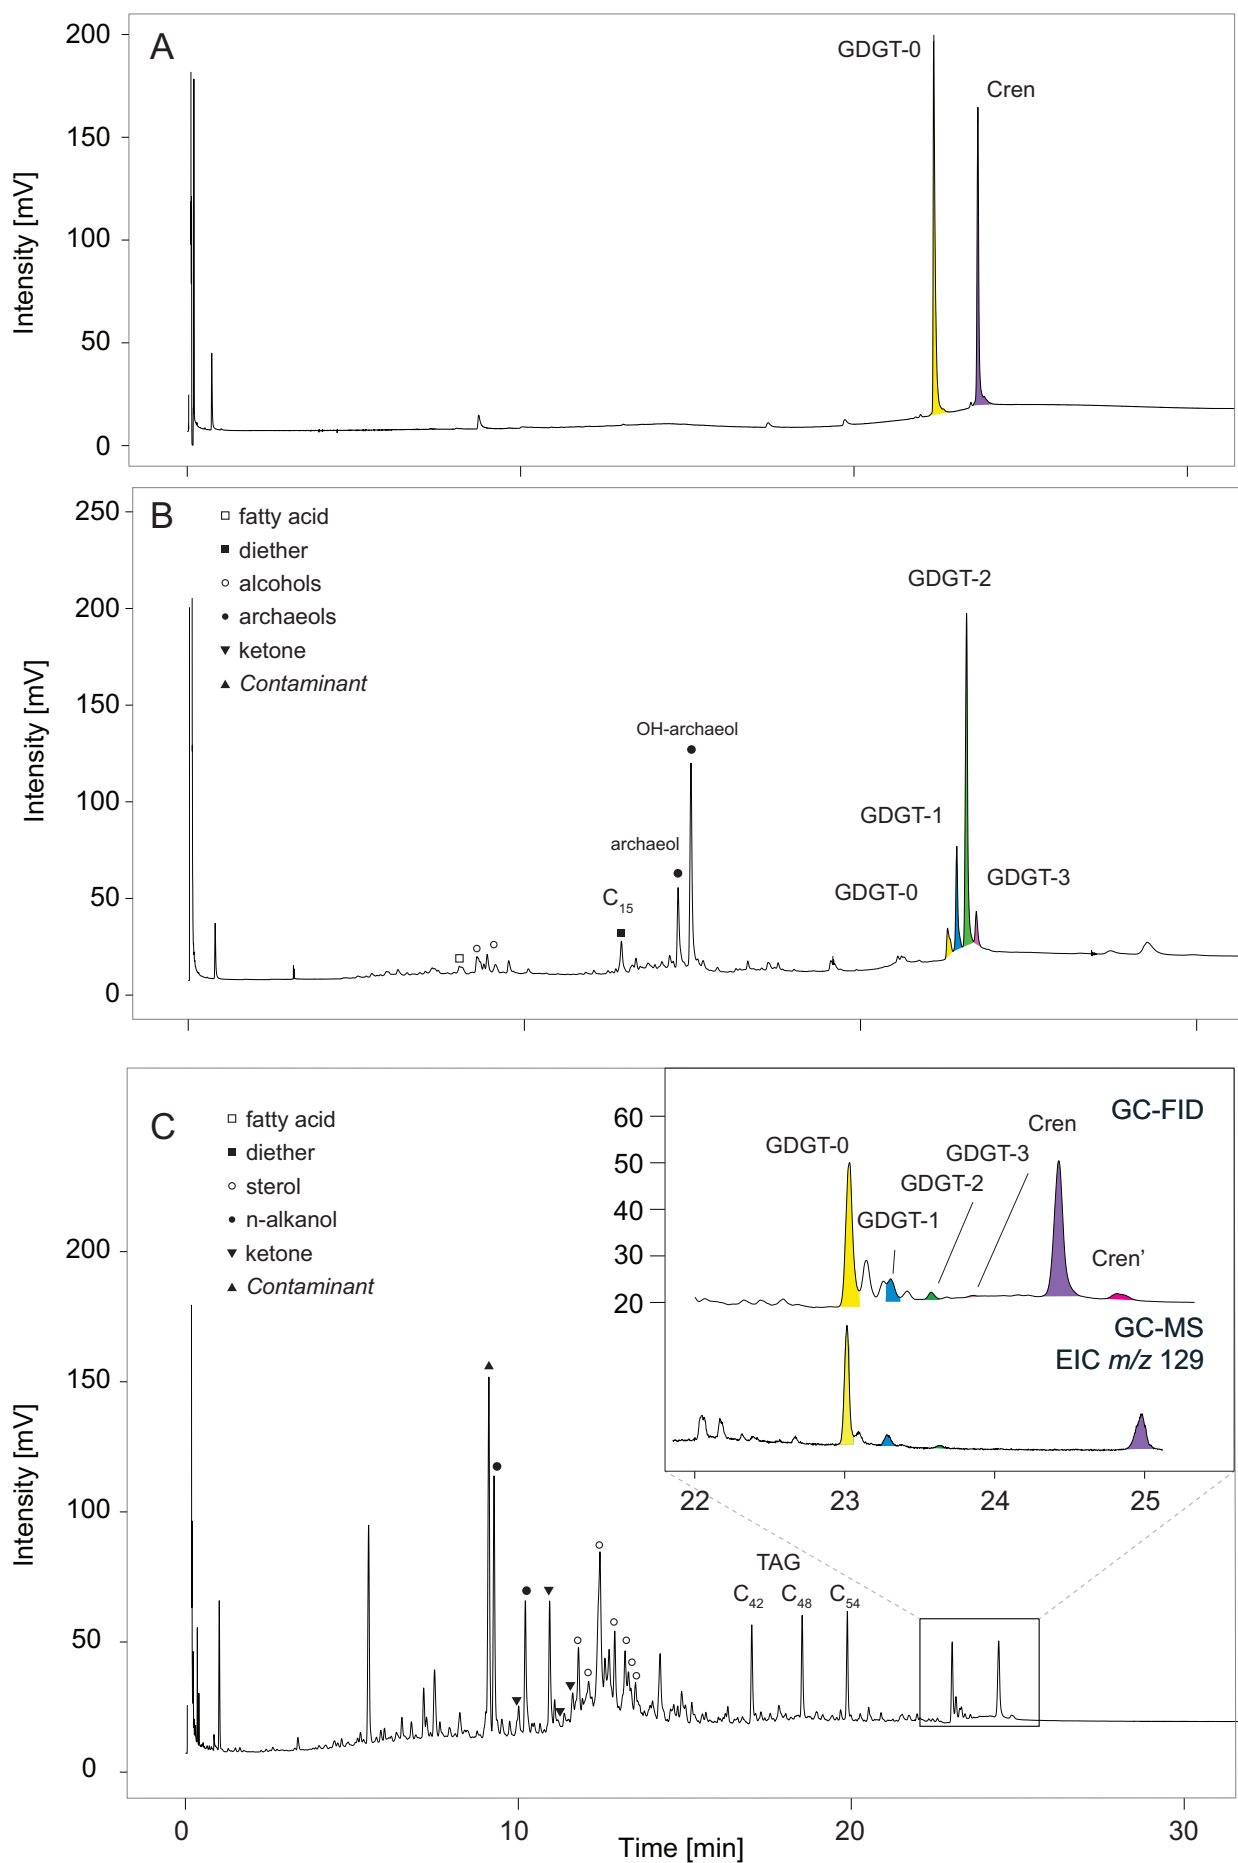 A
200
150
100
50
0
Intensity [mV]
GDGT-0
Cren
B
250
200
150
100
50
0
Intensity [mV]
fatty acid
diether
alcohols
archaeols
ketone
Contaminant
C15
archaeol
OH-archaeol
GDGT-0
GDGT-1
GDGT-2
GDGT-3
C
200
150
100
50
0
Intensity [mV]
fatty acid
diether
sterol
n-alkanol
ketone
Contaminant
TAG
C42 C48 C54
GC-FID
60
50
40
30
20
GDGT-0
GDGT-1
GDGT-2
GDGT-3
Cren
Cren’
GC-MS
EIC m/z 129
22 23 24 25
0 10 20 30
Time [min]